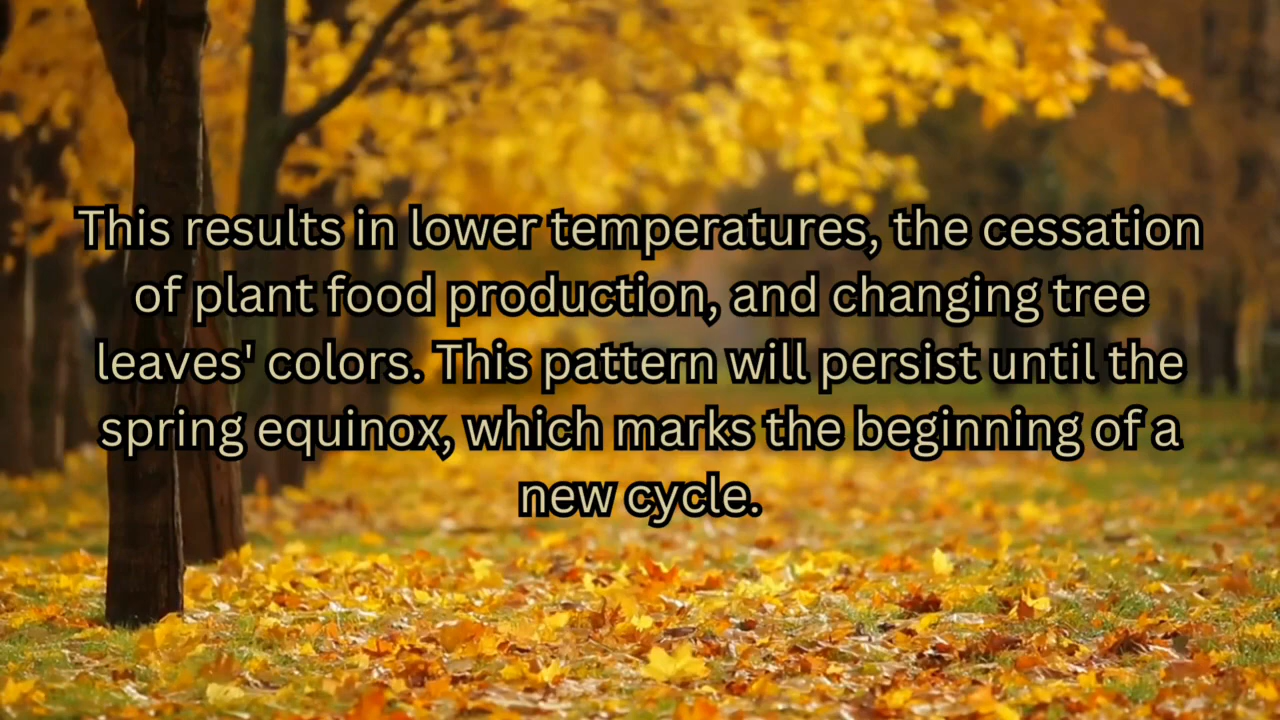 This results in lower temperatures, the cessation
of plant food production, and changing tree
leaves' colors. This pattern will persist until the
spring equinox, which marks the beginning of a
new cycle.